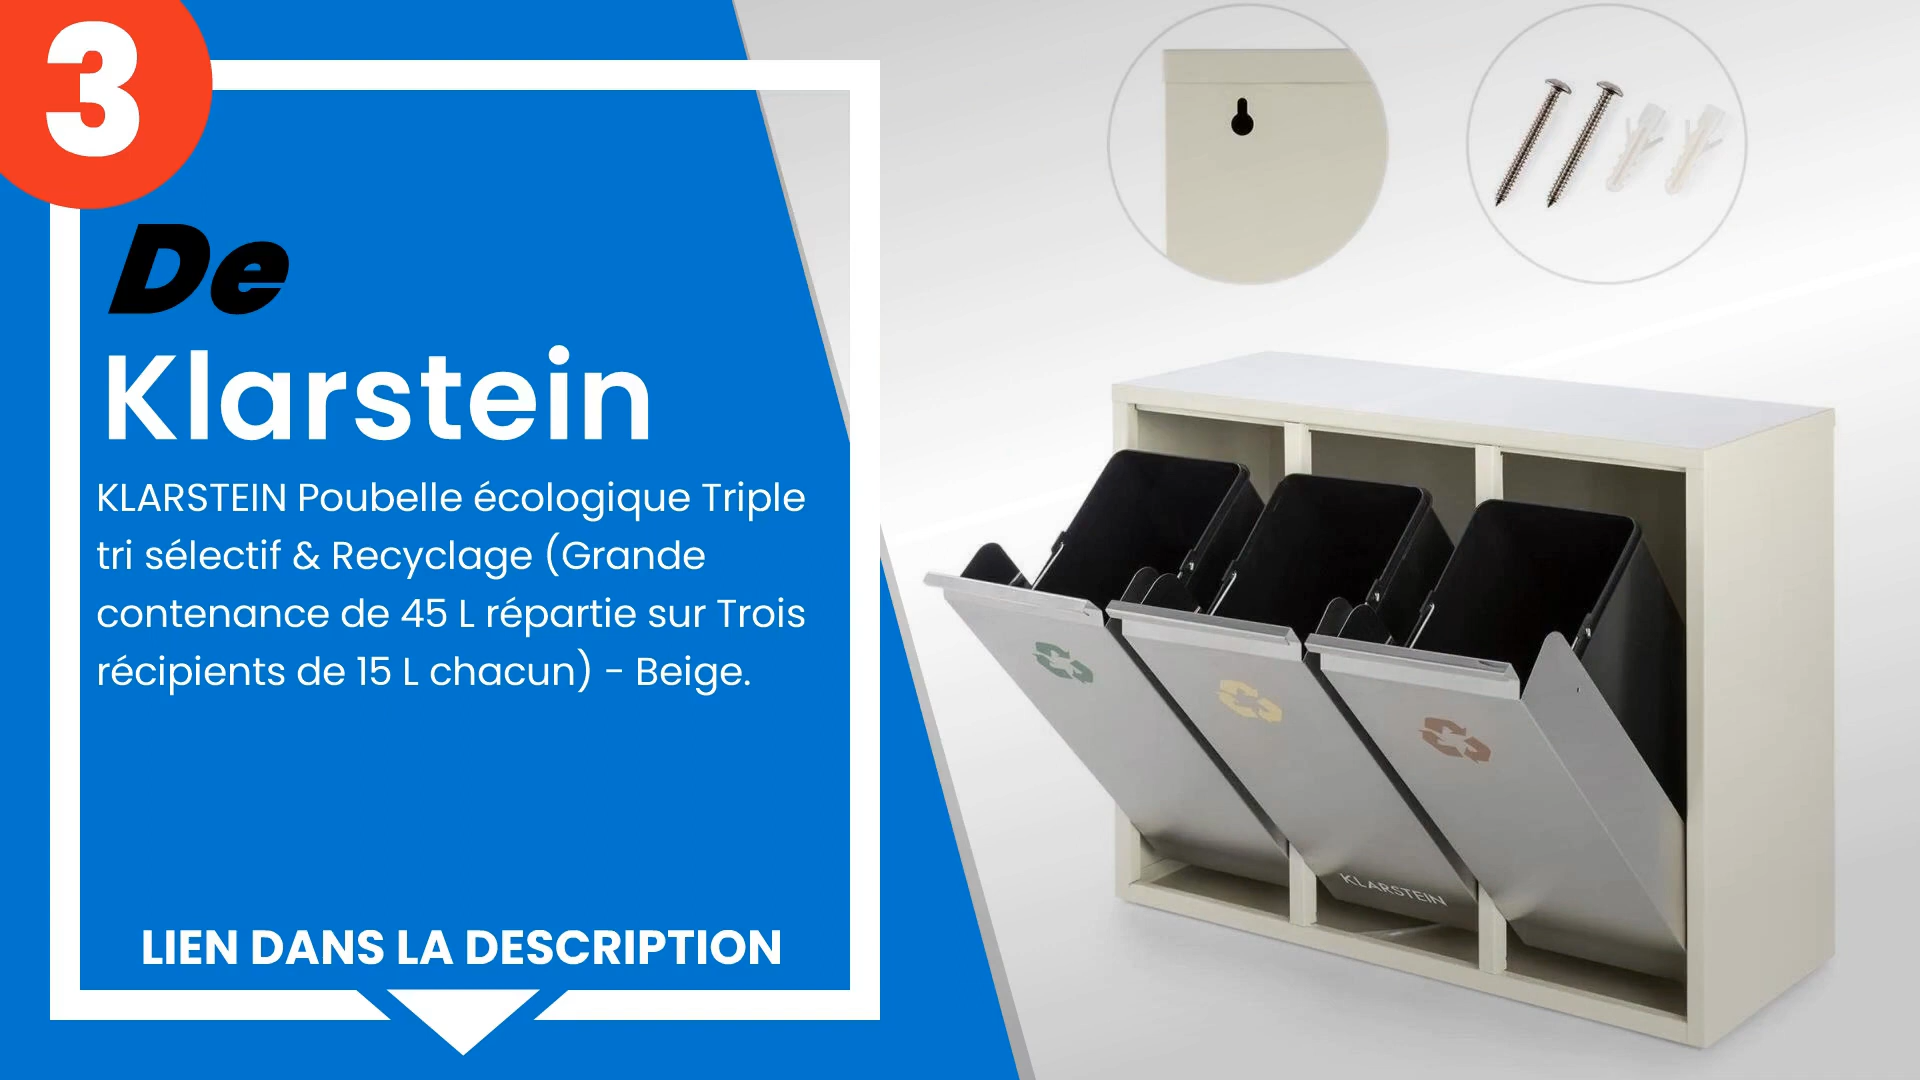 3
De
Klarstein
KLARSTEIN Poubelle écologique Triple
tri sélectif & Recyclage (Grande
contenance de 45 L répartie sur Trois
récipients de 15 L chacun) - Beige.
LIEN DANS LA DESCRIPTION
KLARSTEIN